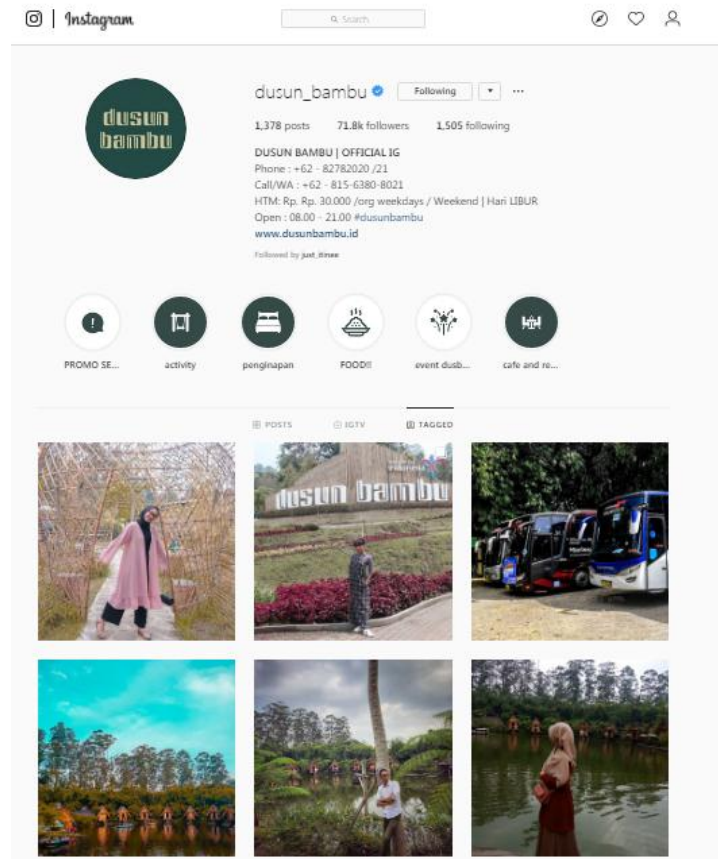 Instagram
Search
dusun
bambu
dusun_bambu Following
1,378 posts 71.8k followers 1,505 following
DUSUN BAMBU | OFFICIAL IG
Phone : +62 - 82782020 /21
Call/WA : +62 - 815-6380-8021
HTM: Rp. Rp. 30.000 /org weekdays / Weekend | Hari LIBUR
Open : 08.00 - 21.00 #dusunbambu
www.dusunbambu.id
Followed by just_itinee
PROMO SE... activity penginapan FOOD!! event dusb... cafe and re...
POSTS IGTV TAGGED
dusun bambu